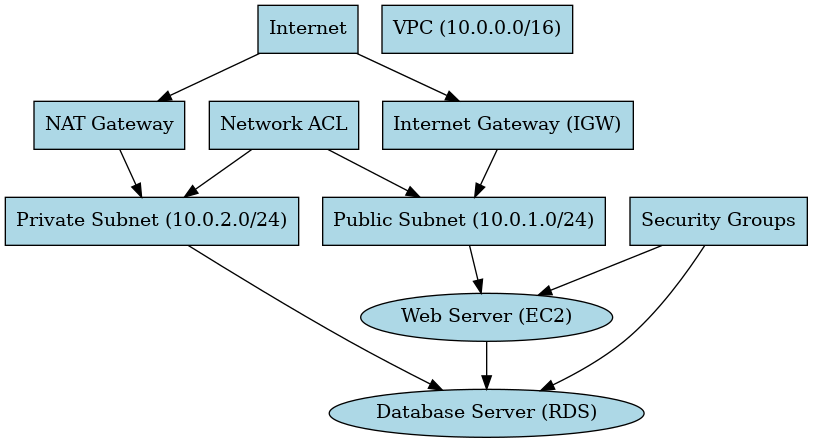 Internet
VPC (10.0.0.0/16)
NAT Gateway
Network ACL
Internet Gateway (IGW)
Private Subnet (10.0.2.0/24)
Public Subnet (10.0.1.0/24)
Security Groups
Web Server (EC2)
Database Server (RDS)